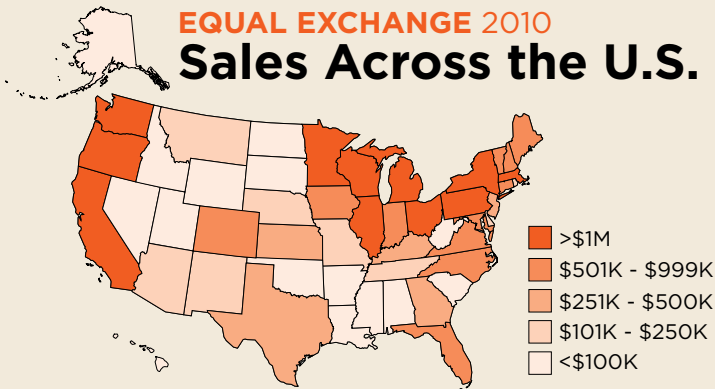 EQUAL EXCHANGE 2010
Sales Across the U.S.
>$1M
$501K - $999K
$251K - $500K
$101K - $250K
<$100K